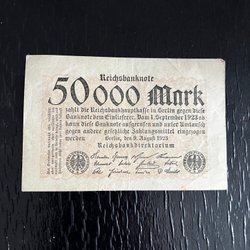 Reichsbanknote
50000 Mark
zahlt die Reichsbankhauptkasse in Berlin gegen diese
Banknote dem Einlieferer. Vom 1. September 1923 ab
kann diese Banknote aufgerufen und unter Umtausch
gegen andere gesetzliche Zahlungsmittel eingezogen
werden
Berlin, den 9. August 1923
Reichsbankdirektorium